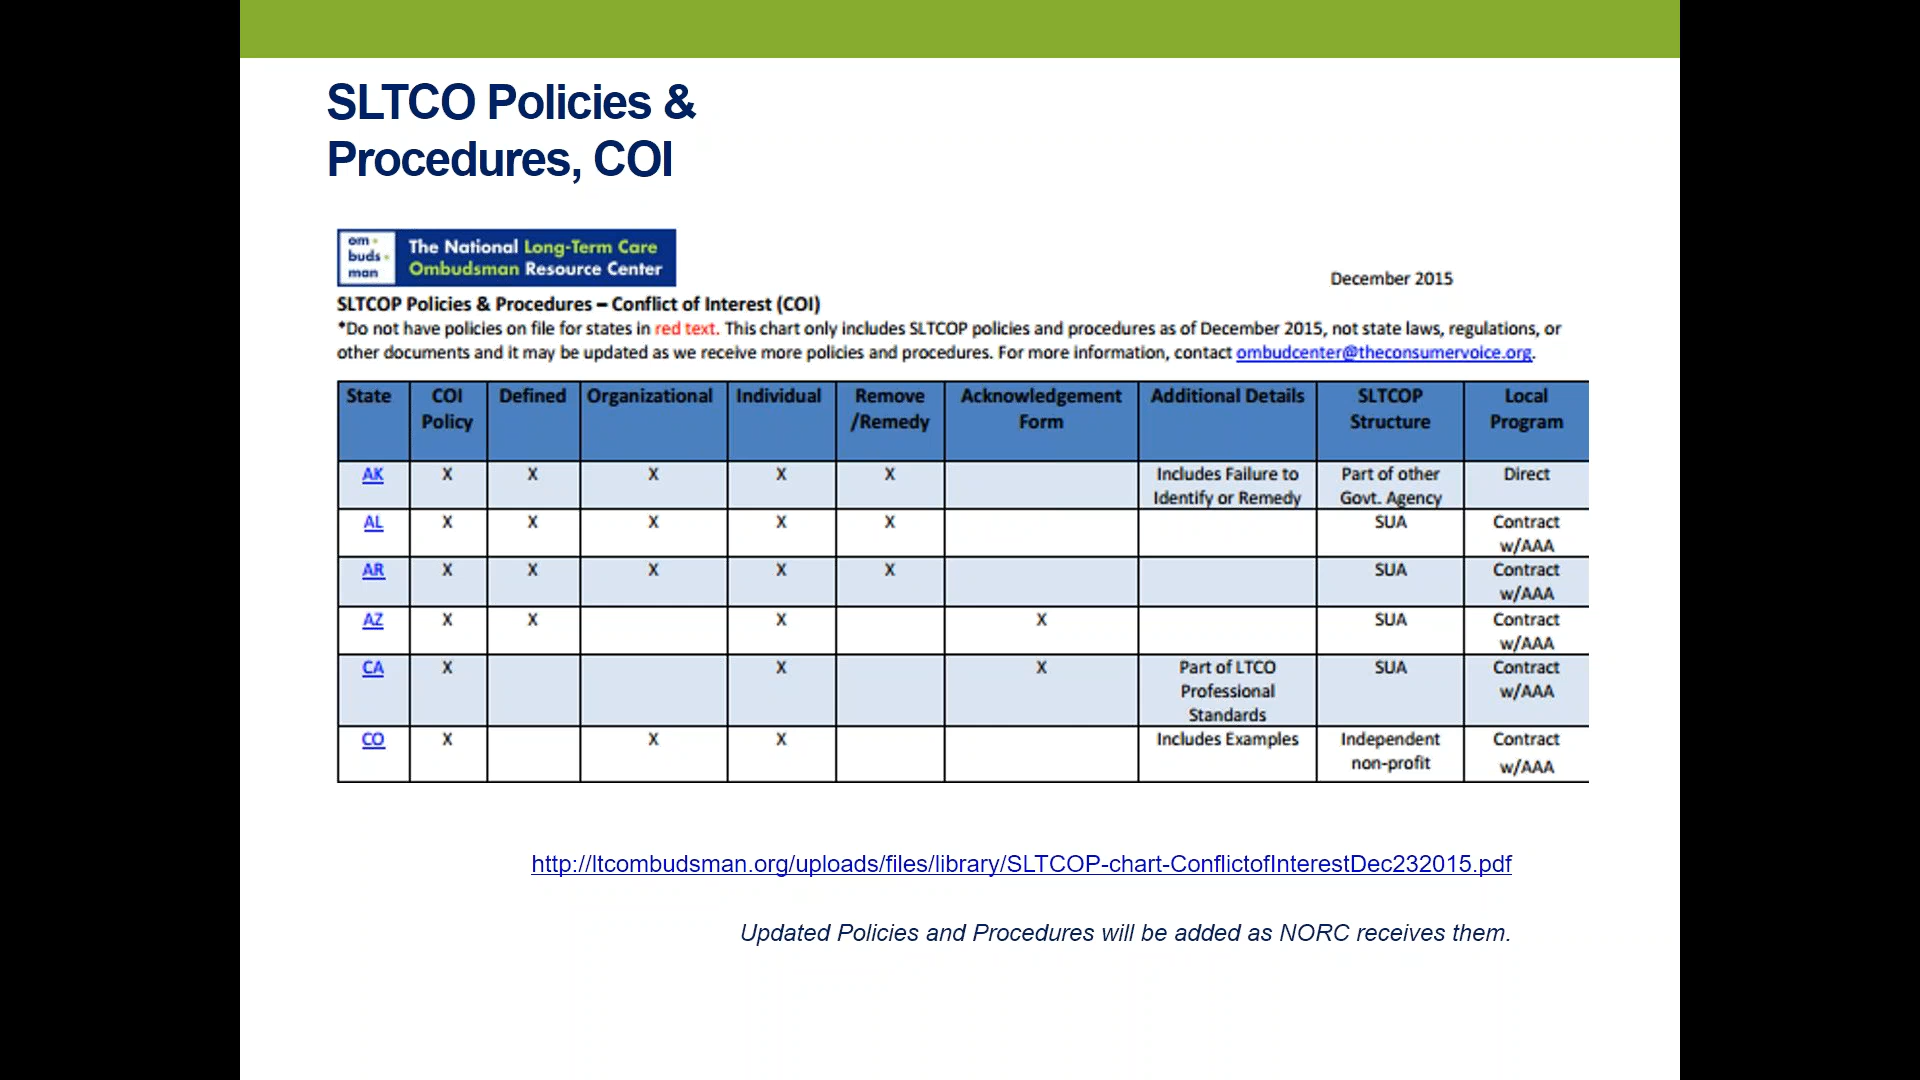 SLTCO Policies &
Procedures, COI
om
buds
man
The National Long-Term Care
Ombudsman Resource Center
December 2015
SLTCOP Policies & Procedures – Conflict of Interest (COI)
*Do not have policies on file for states in red text. This chart only includes SLTCOP policies and procedures as of December 2015, not state laws, regulations, or
other documents and it may be updated as we receive more policies and procedures. For more information, contact ombudcenter@theconsumervoice.org.
State COI Policy Defined Organizational Individual Remove /Remedy Acknowledgement Form Additional Details SLTCOP Structure Local Program
AK X X X X X Includes Failure to Identify or Remedy Part of other Govt. Agency Direct
AL X X X X X SUA Contract w/AAA
AR X X X X X SUA Contract w/AAA
AZ X X X X SUA Contract w/AAA
CA X X X Part of LTCO Professional Standards SUA Contract w/AAA
CO X X X Includes Examples Independent non-profit Contract w/AAA
http://ltcombudsman.org/uploads/files/library/SLTCOP-chart-ConflictofInterestDec232015.pdf
Updated Policies and Procedures will be added as NORC receives them.